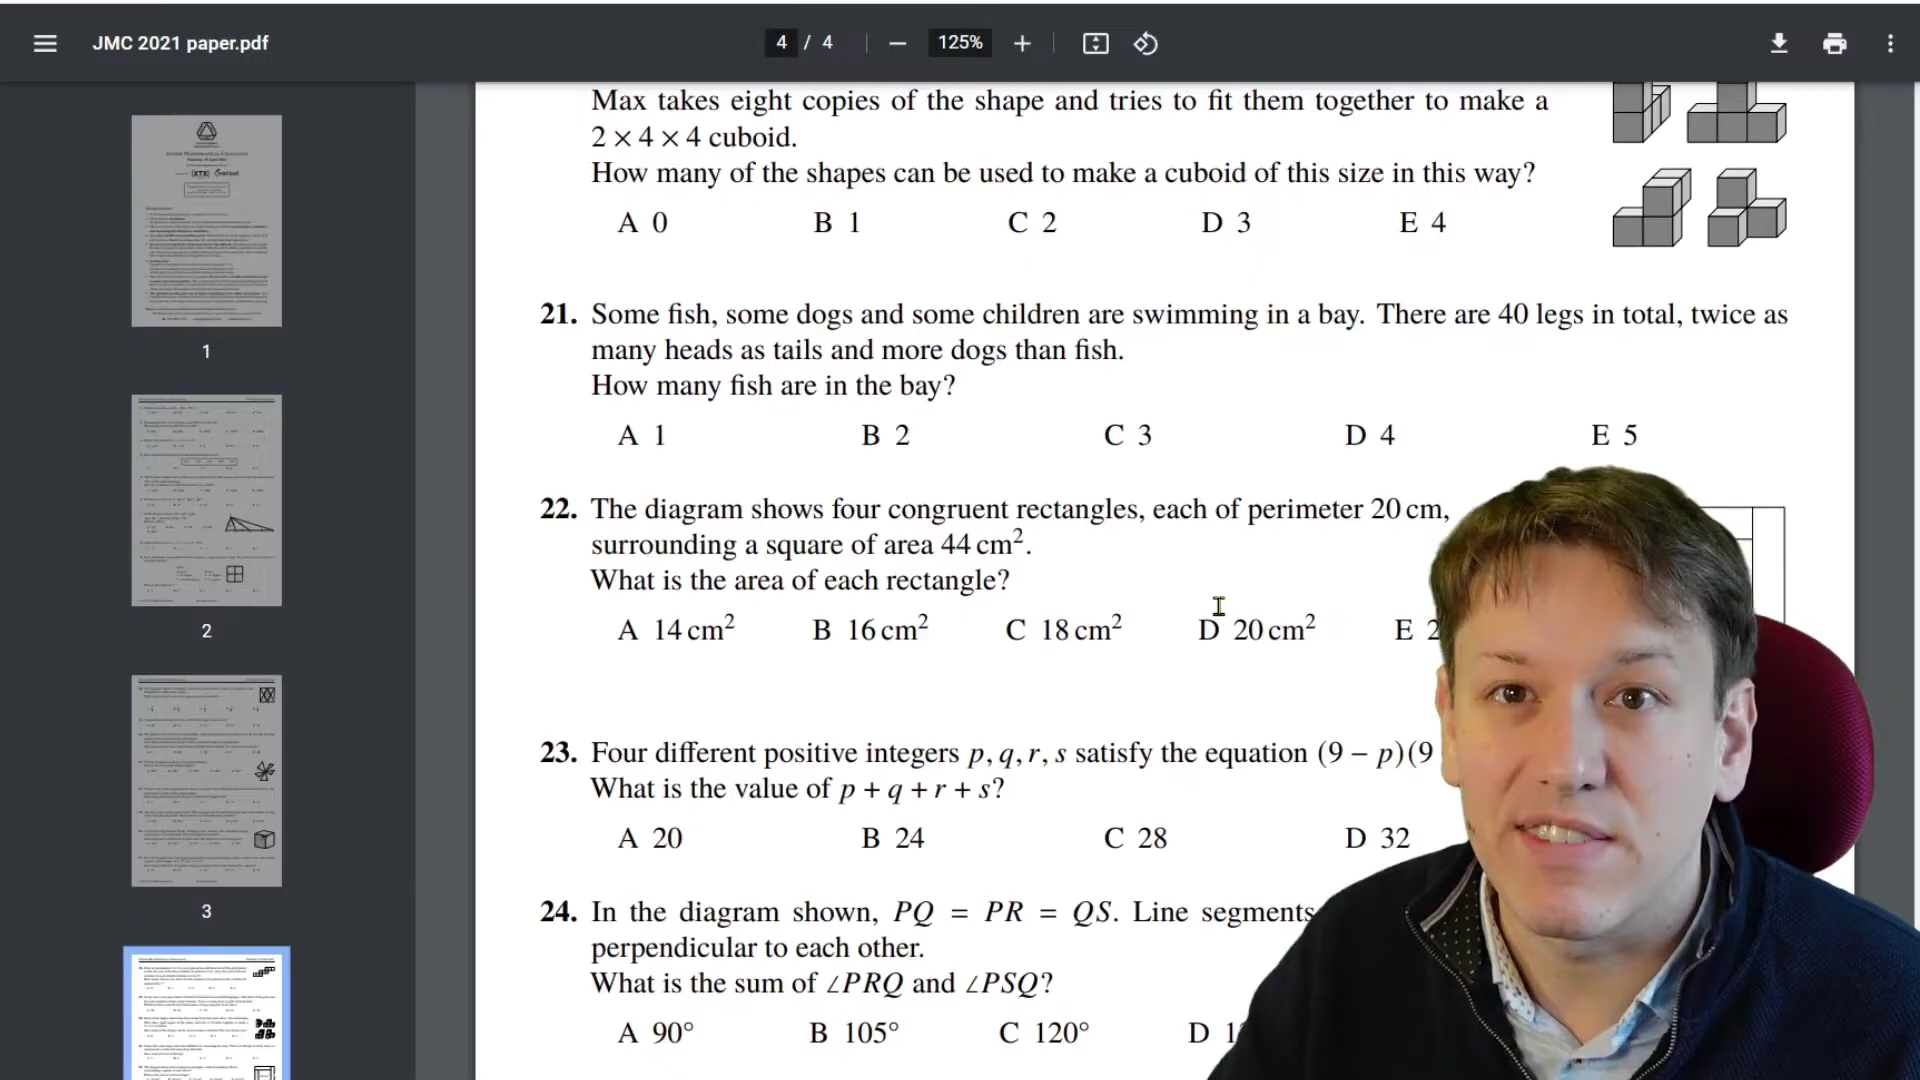 JMC 2021 paper.pdf
4 / 4
125%
Max takes eight copies of the shape and tries to fit them together to make a
2 × 4 × 4 cuboid.
How many of the shapes can be used to make a cuboid of this size in this way?
A 0 B 1 C 2 D 3 E 4
21. Some fish, some dogs and some children are swimming in a bay. There are 40 legs in total, twice as
many heads as tails and more dogs than fish.
How many fish are in the bay?
A 1 B 2 C 3 D 4 E 5
22. The diagram shows four congruent rectangles, each of perimeter 20 cm,
surrounding a square of area 44 cm².
What is the area of each rectangle?
A 14 cm² B 16 cm² C 18 cm² D 20 cm² E 2
23. Four different positive integers p, q, r, s satisfy the equation (9 − p)(9
What is the value of p + q + r + s?
A 20 B 24 C 28 D 32
24. In the diagram shown, PQ = PR = QS. Line segments
perpendicular to each other.
What is the sum of ∠PRQ and ∠PSQ?
A 90° B 105° C 120° D 1
1
2
3